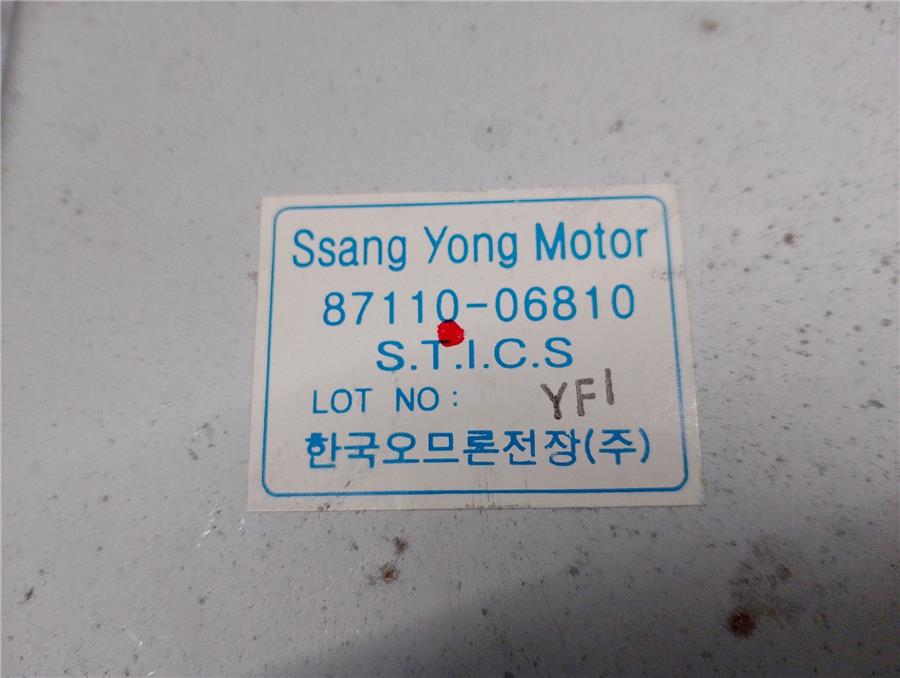 Ssang Yong Motor
87110-06810
S.T.I.C.S
LOT NO : YF1
한국오므론전장(주)